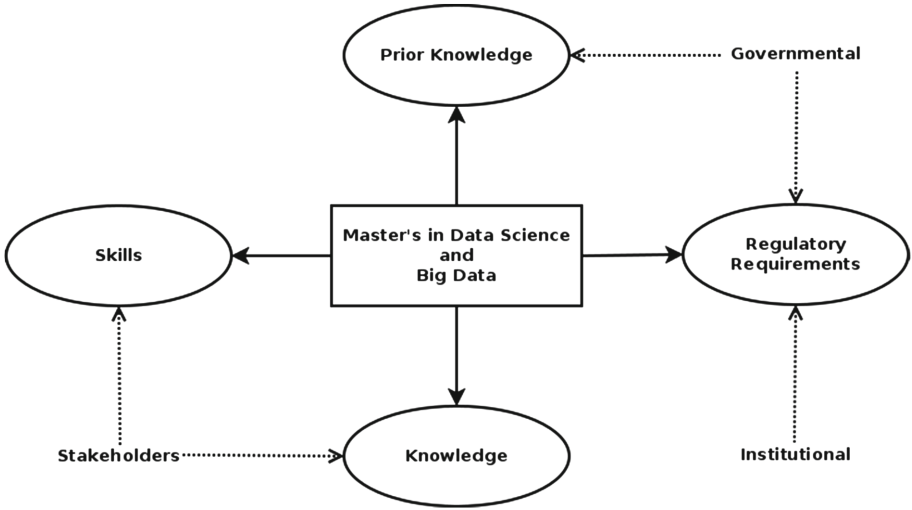 Prior Knowledge
Governmental
Master's in Data Science
and
Big Data
Skills
Regulatory
Requirements
Stakeholders
Knowledge
Institutional